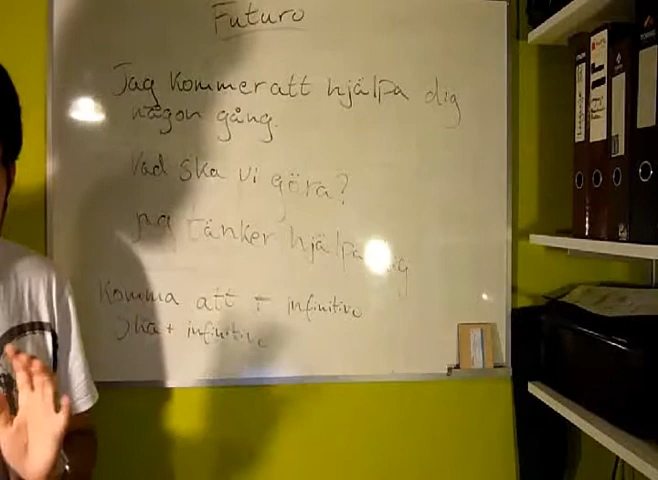 Futuro
Jag kommer att hjälpa dig
någon gång.
Vad ska vi göra?
jag tänker hjälpa dig
Komma att + infinitive
Ska + infinitive